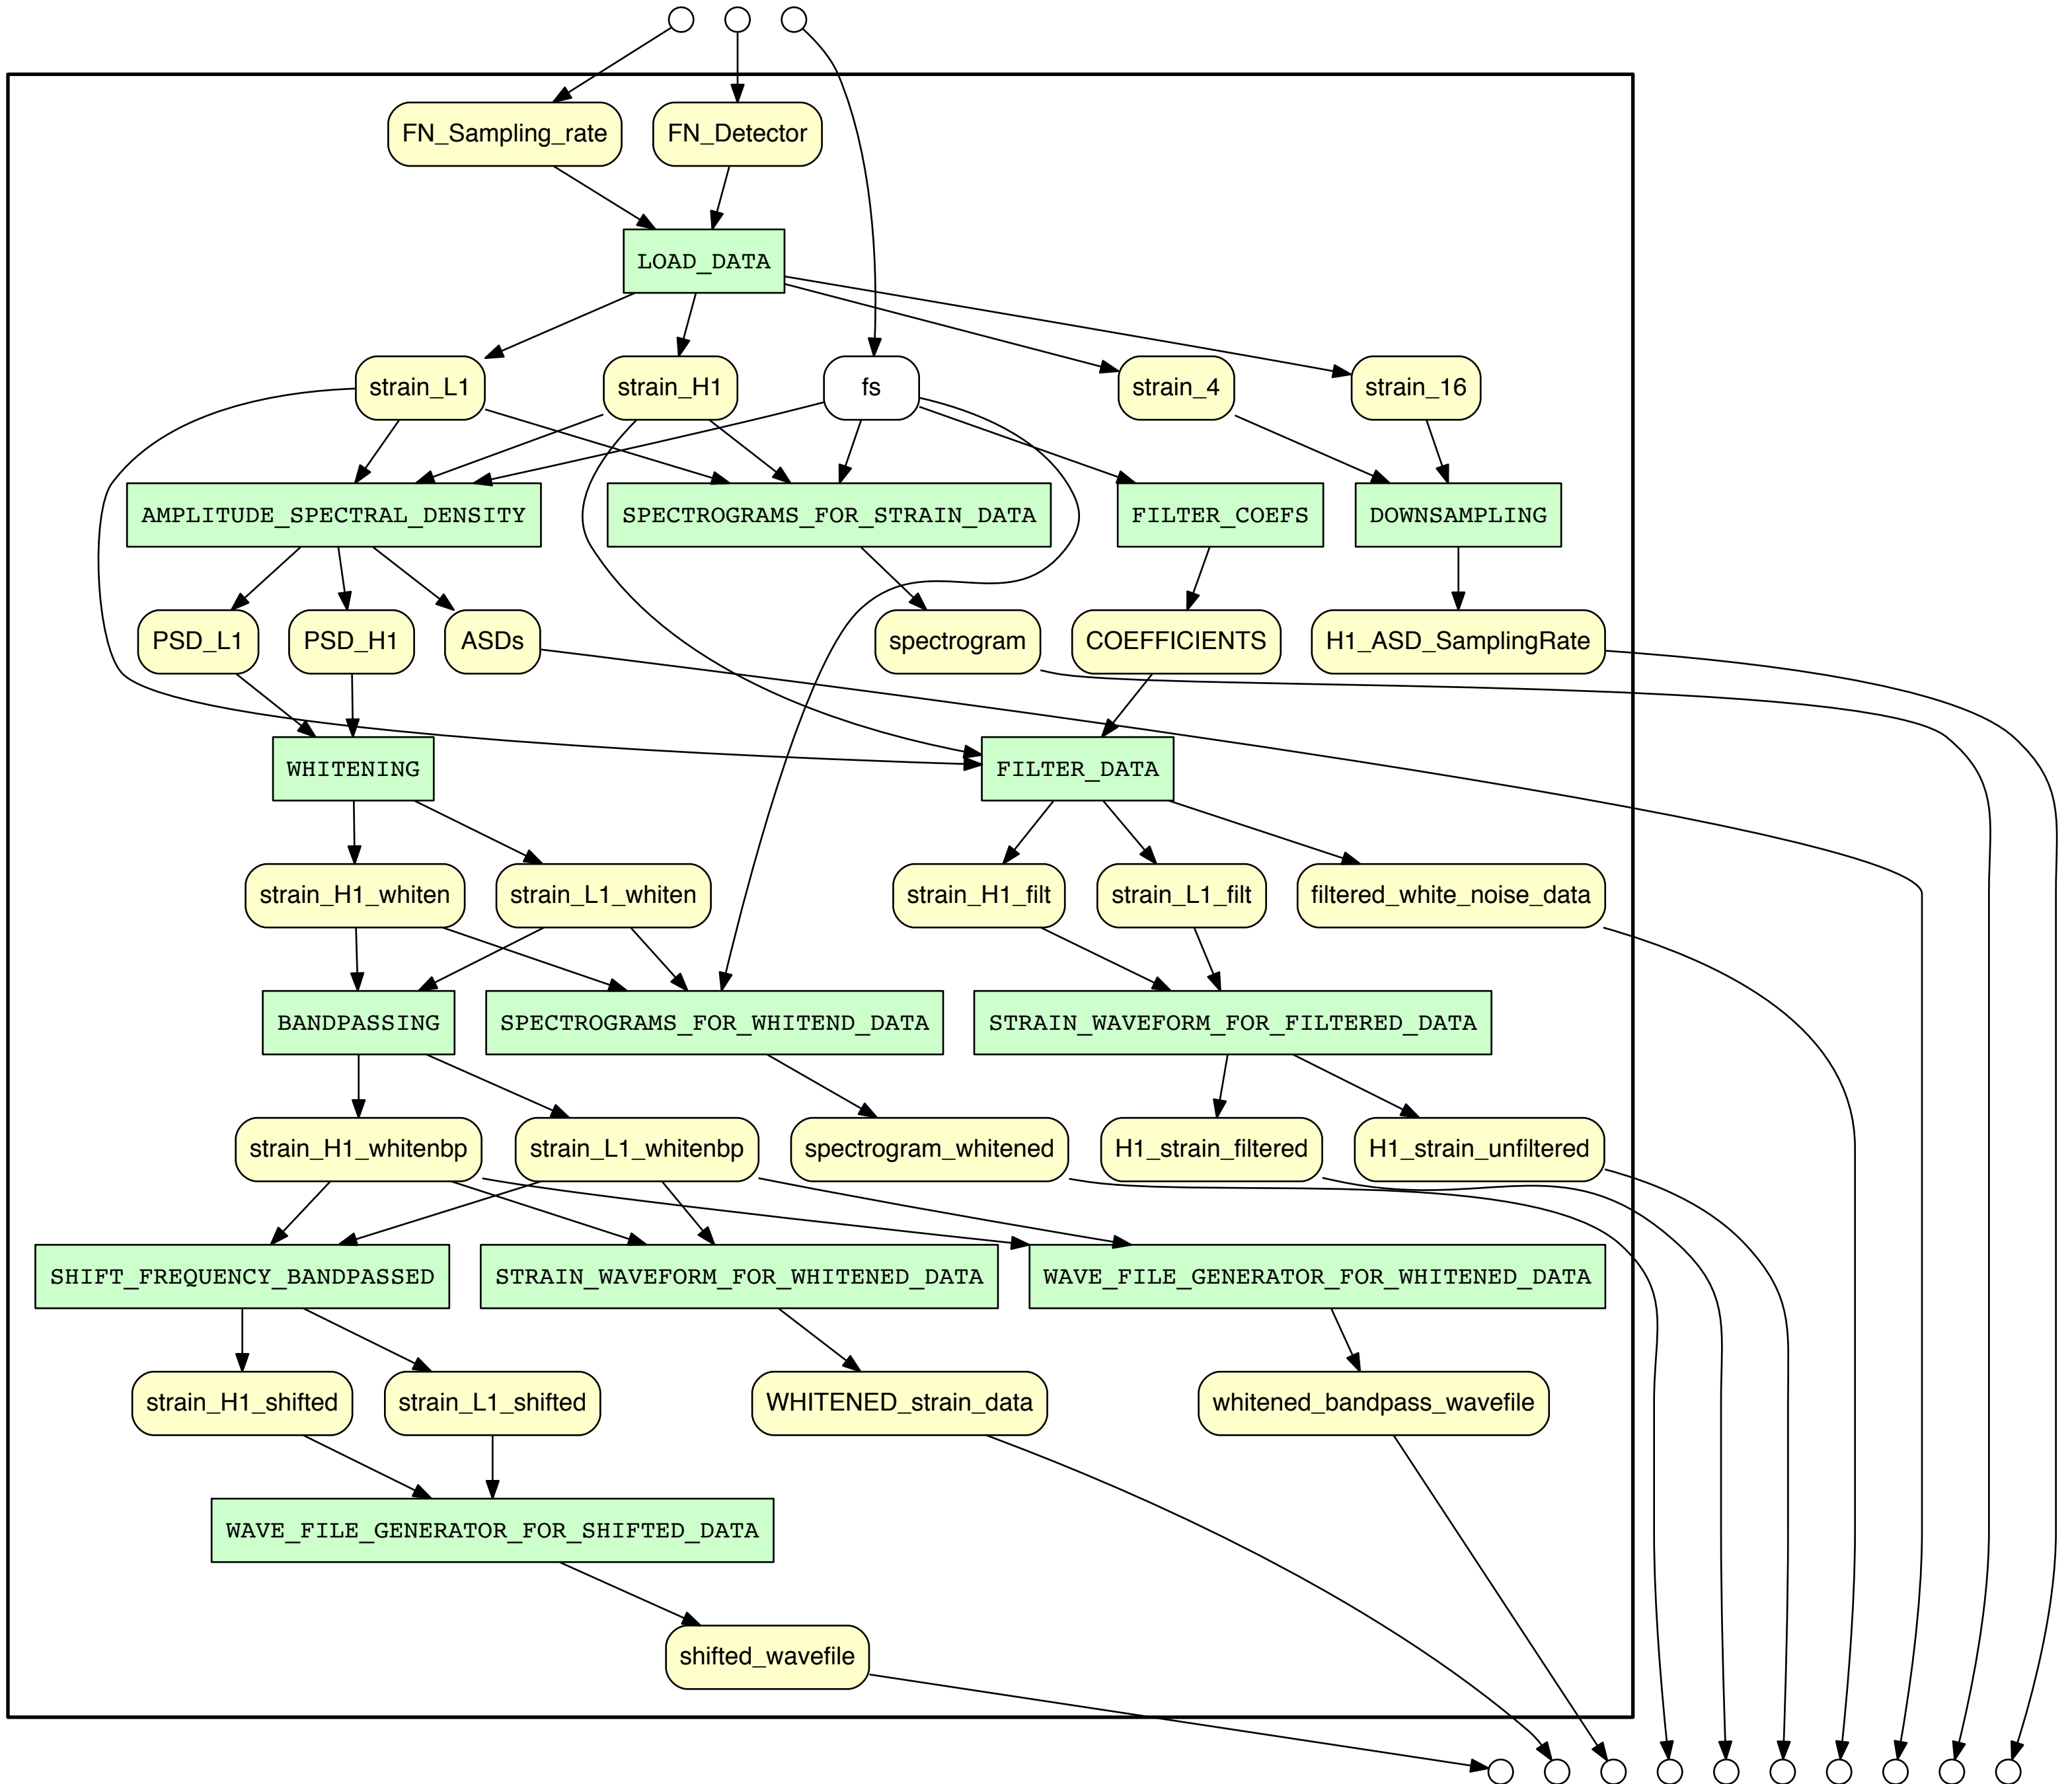 FN_Sampling_rate
FN_Detector
LOAD_DATA
strain_L1
strain_H1
fs
strain_4
strain_16
AMPLITUDE_SPECTRAL_DENSITY
SPECTROGRAMS_FOR_STRAIN_DATA
FILTER_COEFS
DOWNSAMPLING
PSD_L1
PSD_H1
ASDs
spectrogram
COEFFICIENTS
H1_ASD_SamplingRate
WHITENING
FILTER_DATA
strain_H1_whiten
strain_L1_whiten
strain_H1_filt
strain_L1_filt
filtered_white_noise_data
BANDPASSING
SPECTROGRAMS_FOR_WHITEND_DATA
STRAIN_WAVEFORM_FOR_FILTERED_DATA
strain_H1_whitenbp
strain_L1_whitenbp
spectrogram_whitened
H1_strain_filtered
H1_strain_unfiltered
SHIFT_FREQUENCY_BANDPASSED
STRAIN_WAVEFORM_FOR_WHITENED_DATA
WAVE_FILE_GENERATOR_FOR_WHITENED_DATA
strain_H1_shifted
strain_L1_shifted
WHITENED_strain_data
whitened_bandpass_wavefile
WAVE_FILE_GENERATOR_FOR_SHIFTED_DATA
shifted_wavefile